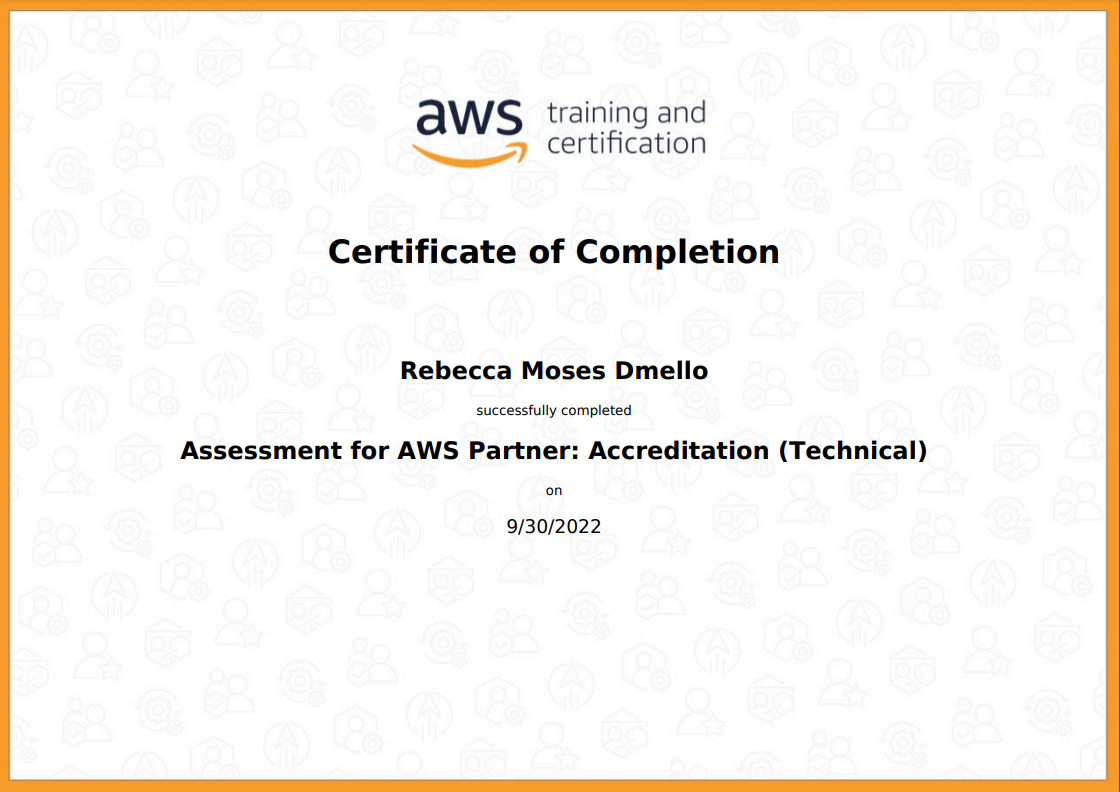 aws training and
certification
Certificate of Completion
Rebecca Moses Dmello
successfully completed
Assessment for AWS Partner: Accreditation (Technical)
on
9/30/2022